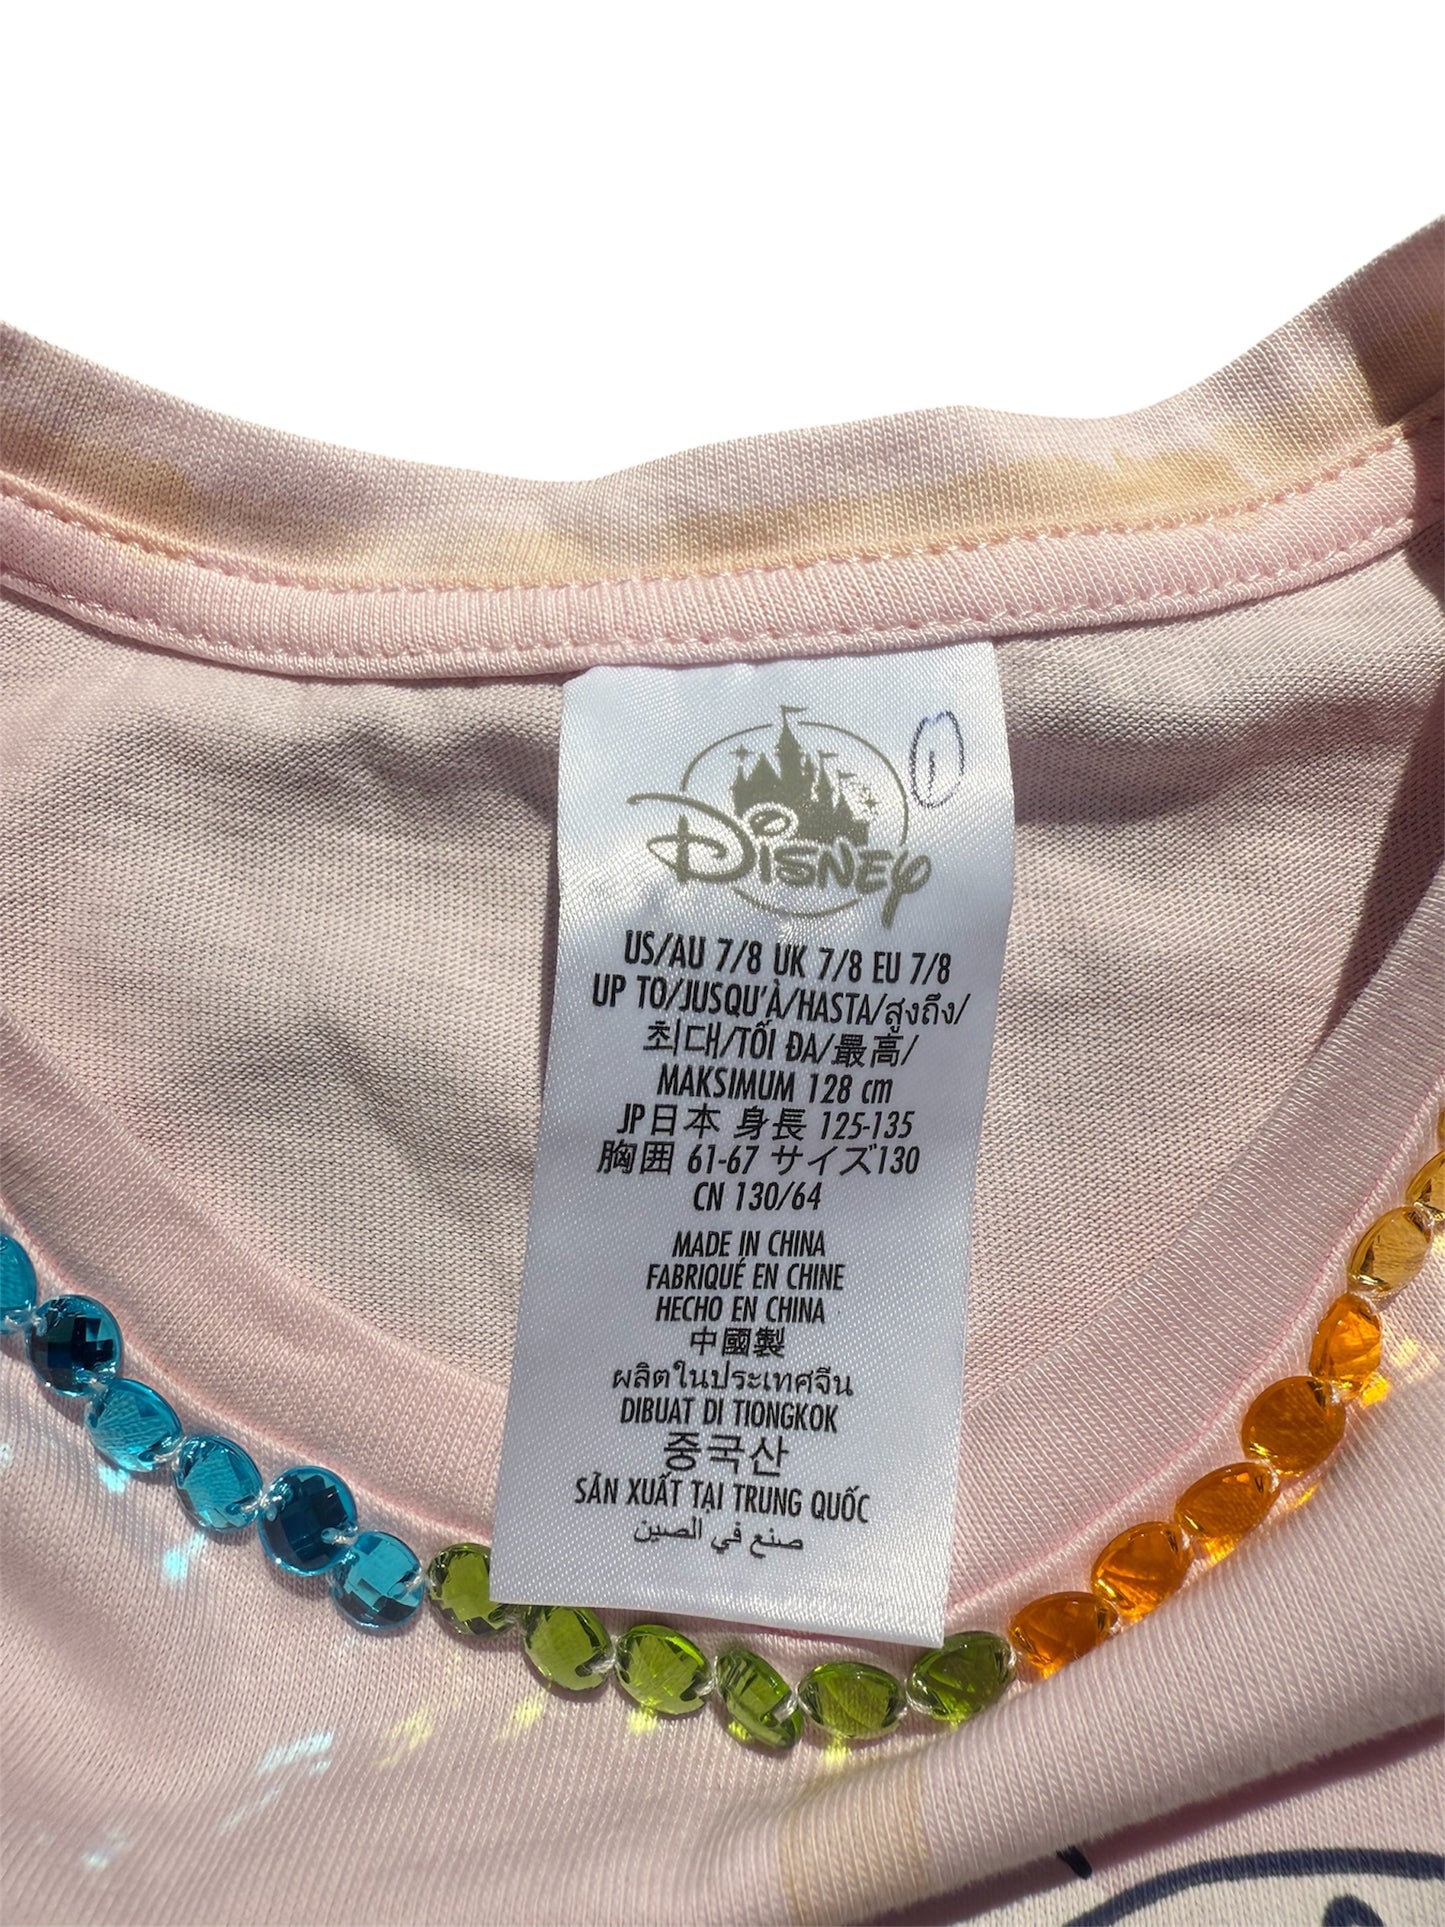 1
Disney
US/AU 7/8 UK 7/8 EU 7/8
UP TO/JUSQU'À/HASTA/สูงถึง/
최대/TỐI ĐA/最高/
MAKSIMUM 128 cm
JP日本 身長 125-135
胸囲 61-67 サイズ130
CN 130/64
MADE IN CHINA
FABRIQUÉ EN CHINE
HECHO EN CHINA
中國製
ผลิตในประเทศจีน
DIBUAT DI TIONGKOK
중국산
SẢN XUẤT TẠI TRUNG QUỐC
صنع في الصين